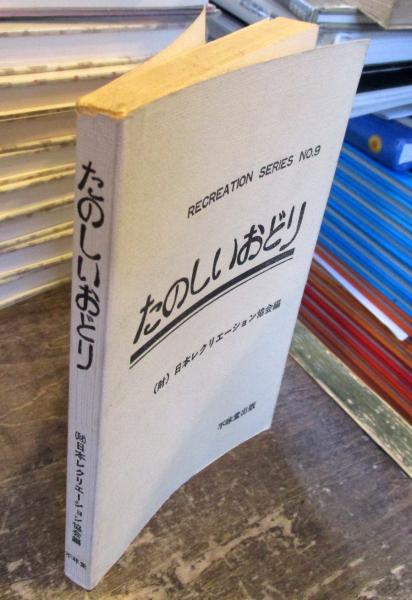 RECREATION SERIES NO.9
たのしいおどり
(財) 日本レクリエーション協会編
不昧堂出版
たのしいおどり
(財)日本レクリエーション協会編
不昧堂